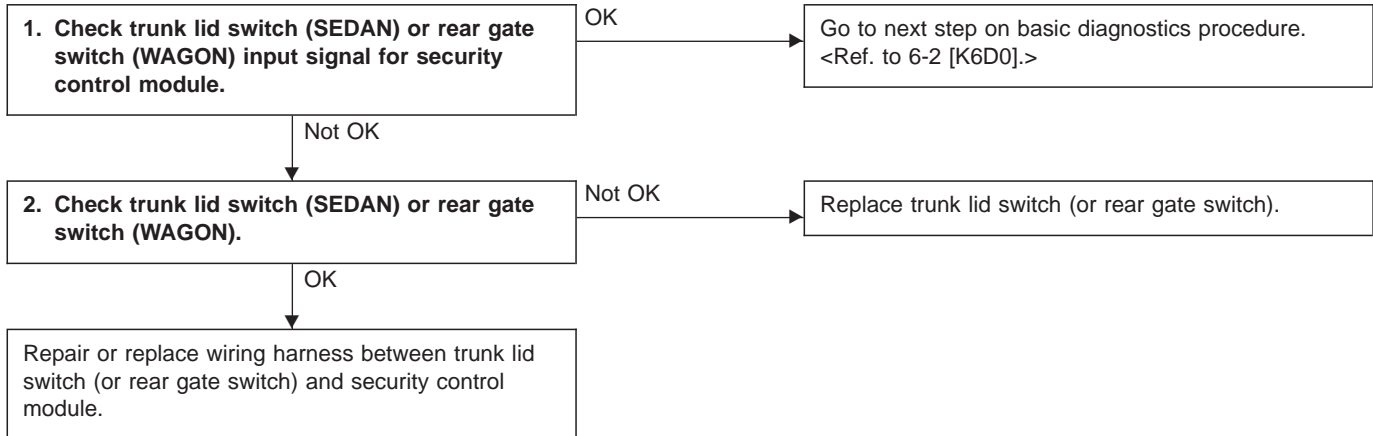 1. Check trunk lid switch (SEDAN) or rear gate
switch (WAGON) input signal for security
control module.
OK
Go to next step on basic diagnostics procedure.
<Ref. to 6-2 [K6D0].>
Not OK
2. Check trunk lid switch (SEDAN) or rear gate
switch (WAGON).
Not OK
Replace trunk lid switch (or rear gate switch).
OK
Repair or replace wiring harness between trunk lid
switch (or rear gate switch) and security control
module.